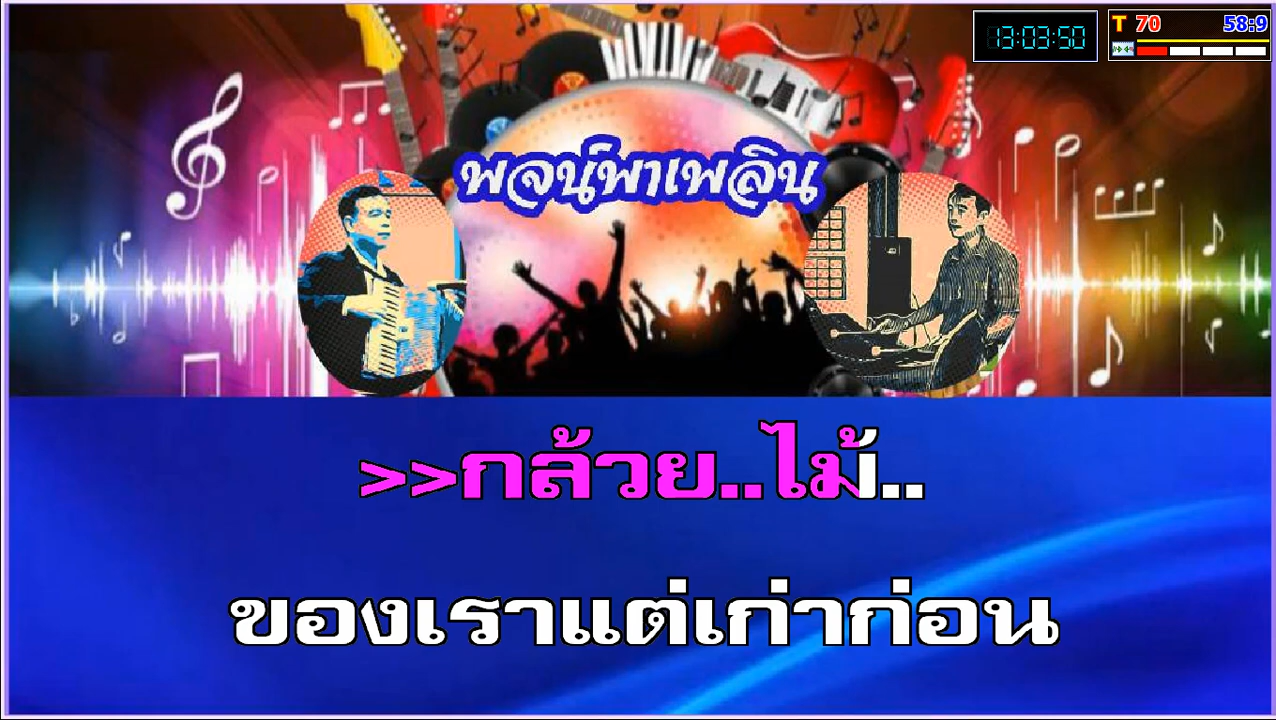 13:03:50
T 70 58:9
พจน์พาเพลิน
>>กล้วย..ไม้..
ของเราแต่เก่าก่อน